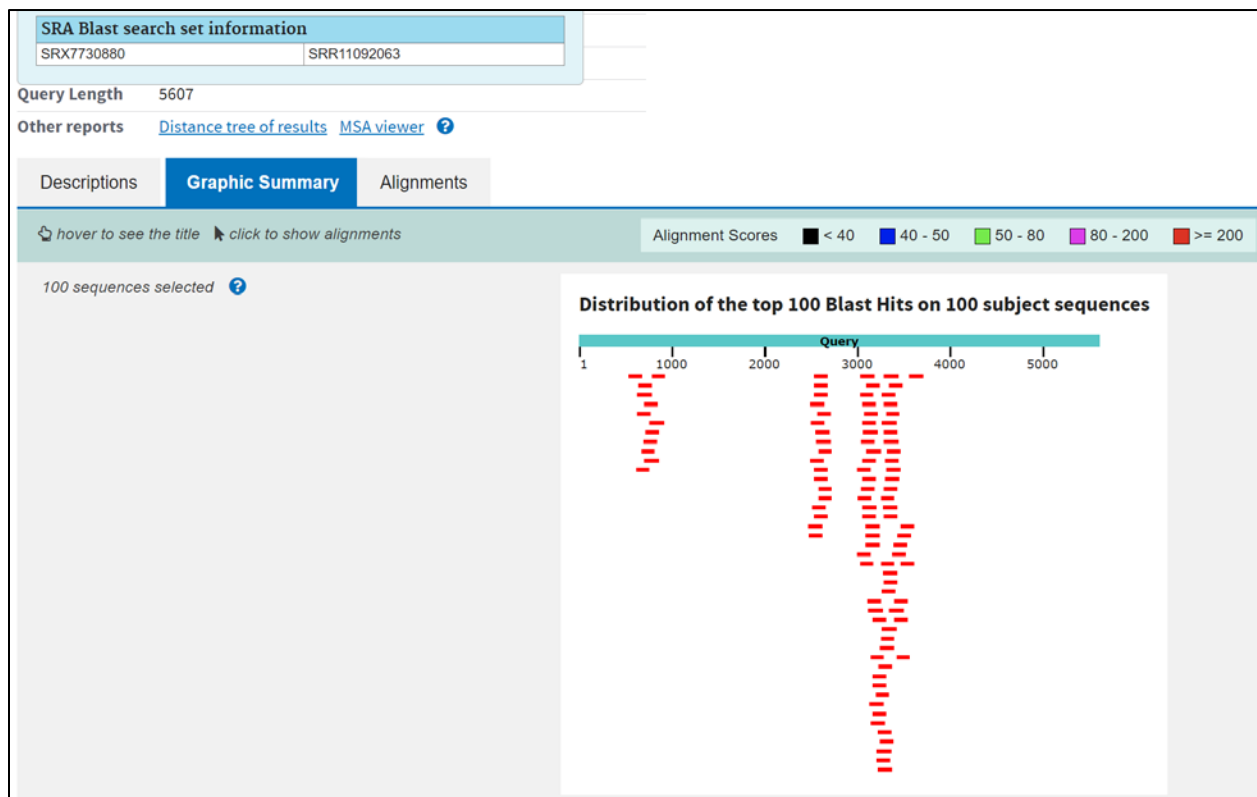 SRA Blast search set information
SRX7730880 SRR11092063
Query Length 5607
Other reports Distance tree of results MSA viewer ?
Descriptions Graphic Summary Alignments
hover to see the title click to show alignments Alignment Scores < 40 40 - 50 50 - 80 80 - 200 >= 200
100 sequences selected ?
Distribution of the top 100 Blast Hits on 100 subject sequences
Query
1 1000 2000 3000 4000 5000